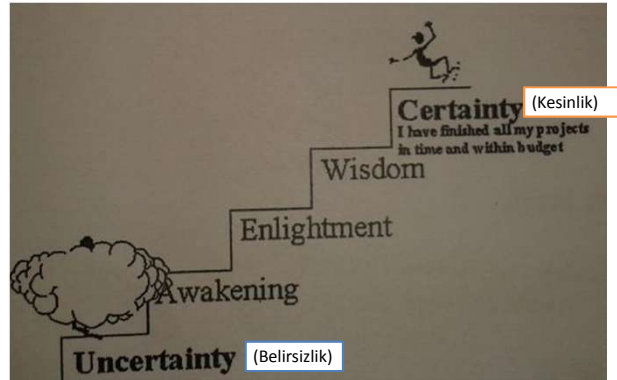 Certainty (Kesinlik)
I have finished all my projects
in time and within budget
Wisdom
Enlightment
Awakening
Uncertainty (Belirsizlik)